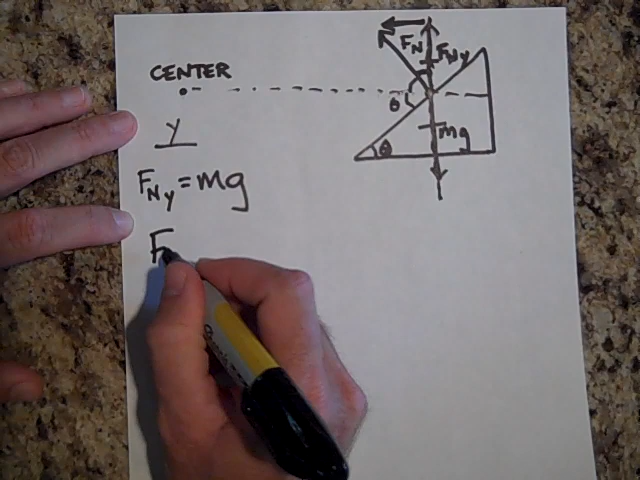 CENTER
F_N
F_Ny
θ
θ
mg
y
F_Ny = mg
F